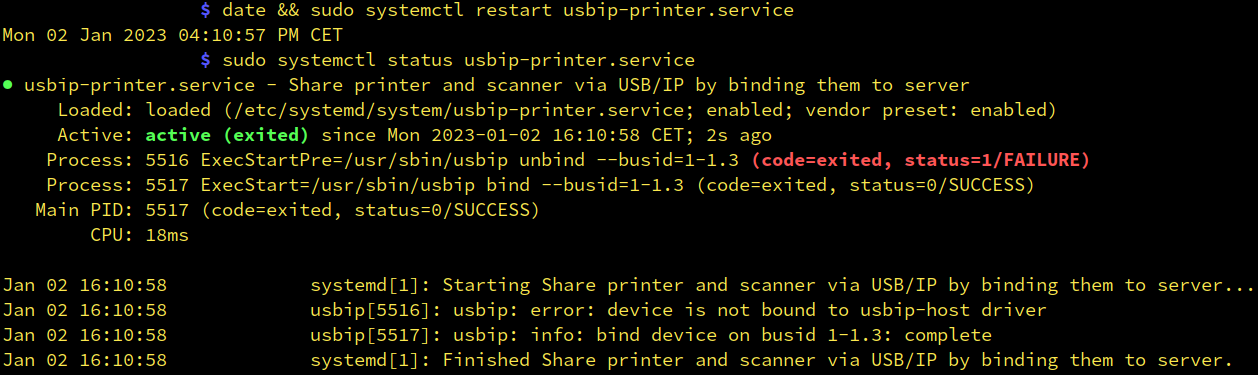 $ date && sudo systemctl restart usbip-printer.service
Mon 02 Jan 2023 04:10:57 PM CET
$ sudo systemctl status usbip-printer.service
● usbip-printer.service - Share printer and scanner via USB/IP by binding them to server
Loaded: loaded (/etc/systemd/system/usbip-printer.service; enabled; vendor preset: enabled)
Active: active (exited) since Mon 2023-01-02 16:10:58 CET; 2s ago
Process: 5516 ExecStartPre=/usr/sbin/usbip unbind --busid=1-1.3 (code=exited, status=1/FAILURE)
Process: 5517 ExecStart=/usr/sbin/usbip bind --busid=1-1.3 (code=exited, status=0/SUCCESS)
Main PID: 5517 (code=exited, status=0/SUCCESS)
CPU: 18ms
Jan 02 16:10:58 systemd[1]: Starting Share printer and scanner via USB/IP by binding them to server...
Jan 02 16:10:58 usbip[5516]: usbip: error: device is not bound to usbip-host driver
Jan 02 16:10:58 usbip[5517]: usbip: info: bind device on busid 1-1.3: complete
Jan 02 16:10:58 systemd[1]: Finished Share printer and scanner via USB/IP by binding them to server.